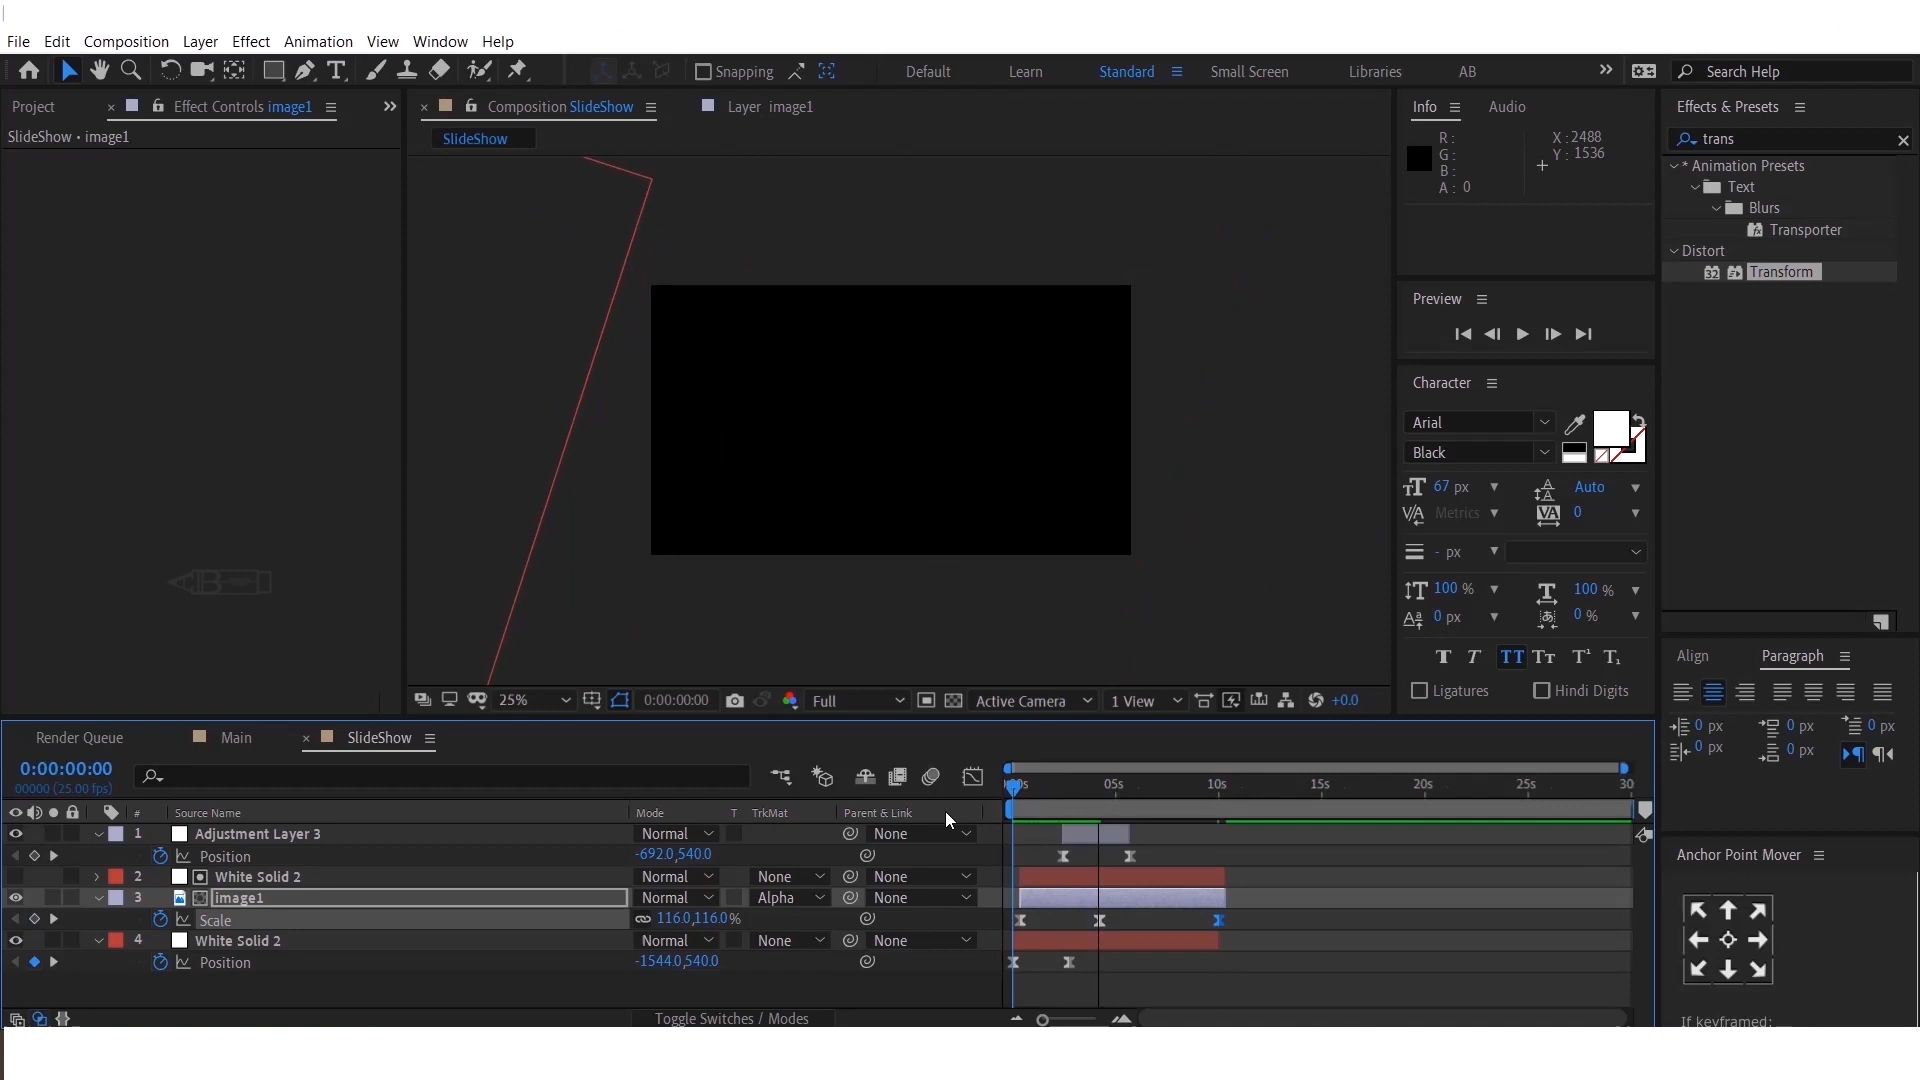 File Edit Composition Layer Effect Animation View Window Help
Snapping Default Learn Standard Small Screen Libraries AB Search Help
Project Effect Controls image1 Composition SlideShow Layer image1 Info Audio Effects & Presets
SlideShow • image1
SlideShow
R :
G :
B :
A : 0
X : 2488
Y : 1536
trans
* Animation Presets
Text
Blurs
Transporter
Distort
32 Transform
Preview
Character
Arial
Black
67 px Auto
Metrics 0
- px
100 % 100 %
0 px 0 %
T T TT Tт T¹ T₁
Ligatures Hindi Digits
Align Paragraph
0 px 0 px 0 px
0 px 0 px
25% 0:00:00:00 Full Active Camera 1 View +0.0
Render Queue Main SlideShow
0:00:00:00
00000 (25.00 fps)
05s 10s 15s 20s 25s 30
# Source Name Mode T TrkMat Parent & Link
1 Adjustment Layer 3 Normal None
Position -692.0,540.0
2 White Solid 2 Normal None None
3 image1 Normal Alpha None
Scale 116.0,116.0%
4 White Solid 2 Normal None None
Position -1544.0,540.0
Toggle Switches / Modes
Anchor Point Mover
If keyframed: